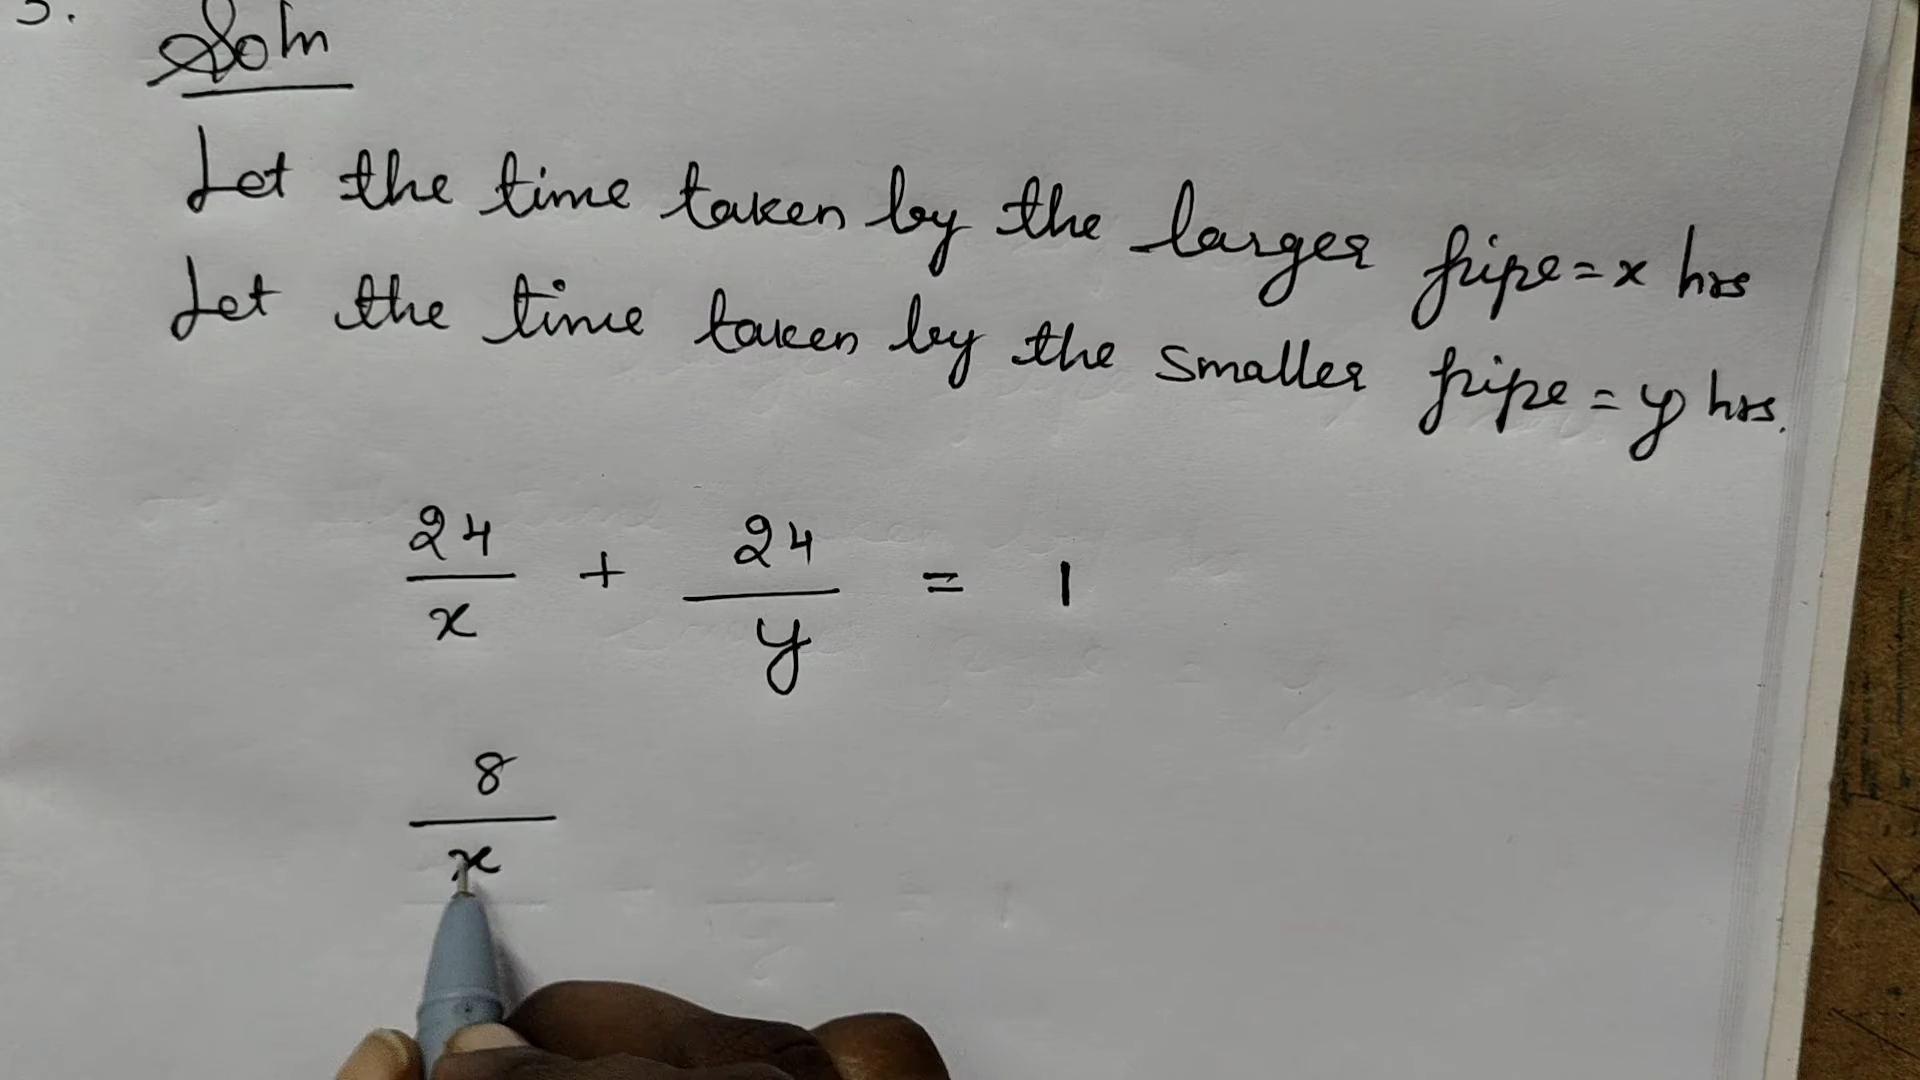 3.
Soln
Let the time taken by the larger pipe = x hrs
Let the time taken by the smaller pipe = y hrs.
24/x + 24/y = 1
8/x